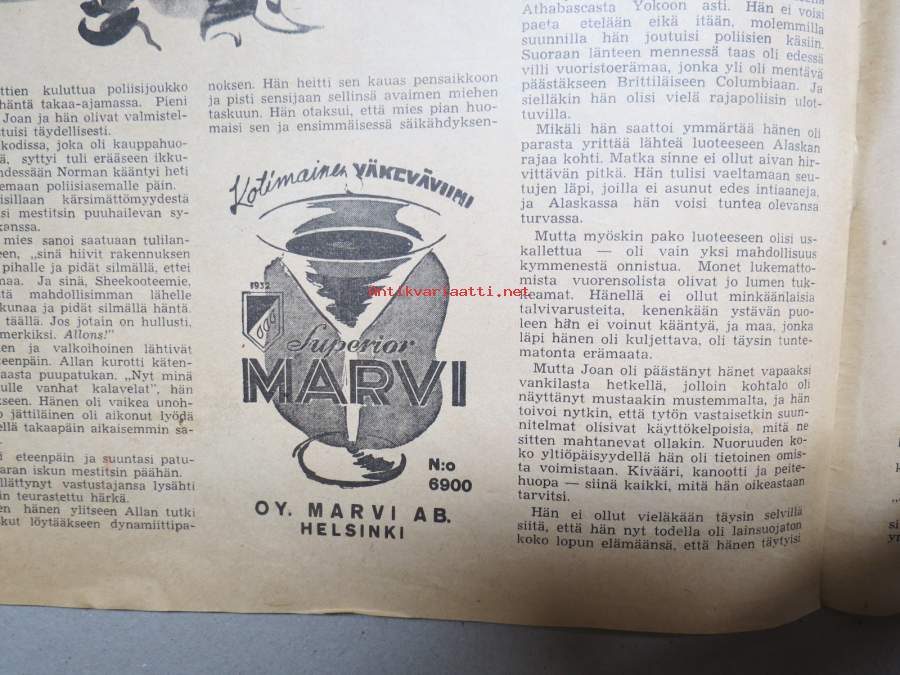 ttien kuluttua poliisijoukko
häntä takaa-ajamassa. Pieni
Joan ja hän olivat valmistel-
tuisi täydellisesti.
kodissa, joka oli kauppahuo-
ä, syttyi tuli erääseen ikku-
hdessään Norman kääntyi heti
emaan poliisiasemalle päin.
isillaan kärsimättömyydestä
si mestitsin puuhailevan sy-
kanssa.
mies sanoi saatuaan tulilan-
een, „sinä hiivit rakennuksen
pihalle ja pidät silmällä, ettei
maa. Ja sinä, Sheekooteemie,
stä mahdollisimman lähelle
kunaa ja pidät silmällä häntä.
täällä. Jos jotain on hullusti,
merkiksi. Allons!"
en ja valkoihoinen lähtivät
teenpäin. Allan kurotti käten-
aasta puupatukan. „Nyt minä
ulle vanhat kalavelat", hän
kseen. Hänen oli vaikea unoh-
o jättiläinen oli aikonut lyödä
ellä takaapäin aikaisemmin sa-
i eteenpäin ja suuntasi patu-
aran iskun mestitsin päähän.
llättynyt vastustajansa lysähti
in teurastettu härkä.
en hänen ylitseen Allan tutki
skut löytääkseen dynamiittipa-
noksen. Hän heitti sen kauas pensaikkoon
ja pisti sensijaan sellinsä avaimen miehen
taskuun. Hän otaksui, että mies pian huo-
maisi sen ja ensimmäisessä säikähdyksen-
Kotimainen VÄKEVÄVIINI
1932
Superior
MARVI
N:o
6900
OY. MARVI AB.
HELSINKI
Athabascasta Yokoon asti. Hän ei voisi
paeta etelään eikä itään, molemmilla
suunnilla hän joutuisi poliisien käsiin.
Suoraan länteen mennessä taas oli edessä
villi vuoristoerämaa, jonka yli oli mentävä
päästäkseen Brittiläiseen Columbiaan. Ja
sielläkin hän olisi vielä rajapoliisin ulot-
tuvilla.
Mikäli hän saattoi ymmärtää hänen oli
parasta yrittää lähteä luoteeseen Alaskan
rajaa kohti. Matka sinne ei ollut aivan hir-
vittävän pitkä. Hän tulisi vaeltamaan seu-
tujen läpi, joilla ei asunut edes intiaaneja,
ja Alaskassa hän voisi tuntea olevansa
turvassa.
Mutta myöskin pako luoteeseen olisi us-
kallettua — oli vain yksi mahdollisuus
kymmenestä onnistua. Monet lukematto-
mista vuorensolista olivat jo lumen tuk-
keamat. Hänellä ei ollut minkäänlaisia
talvivarusteita, kenenkään ystävän puo-
leen hän ei voinut kääntyä, ja maa, jonka
läpi hänen oli kuljettava, oli täysin tunte-
matonta erämaata.
Mutta Joan oli päästänyt hänet vapaaksi
vankilasta hetkellä, jolloin kohtalo oli
näyttänyt mustaakin mustemmalta, ja hän
toivoi nytkin, että tytön vastaisetkin suun-
nitelmat olisivat käyttökelpoisia, mitä ne
sitten mahtanevat ollakin. Nuoruuden ko-
ko yltiöpäisyydellä hän oli tietoinen omis-
ta voimistaan. Kivääri, kanootti ja peite-
huopa — siinä kaikki, mitä hän oikeastaan
tarvitsi.
Hän ei ollut vieläkään täysin selvillä
siitä, että hän nyt todella oli lainsuojaton
koko lopun elämäänsä, että hänen täytyisi
antikvariaatti.net